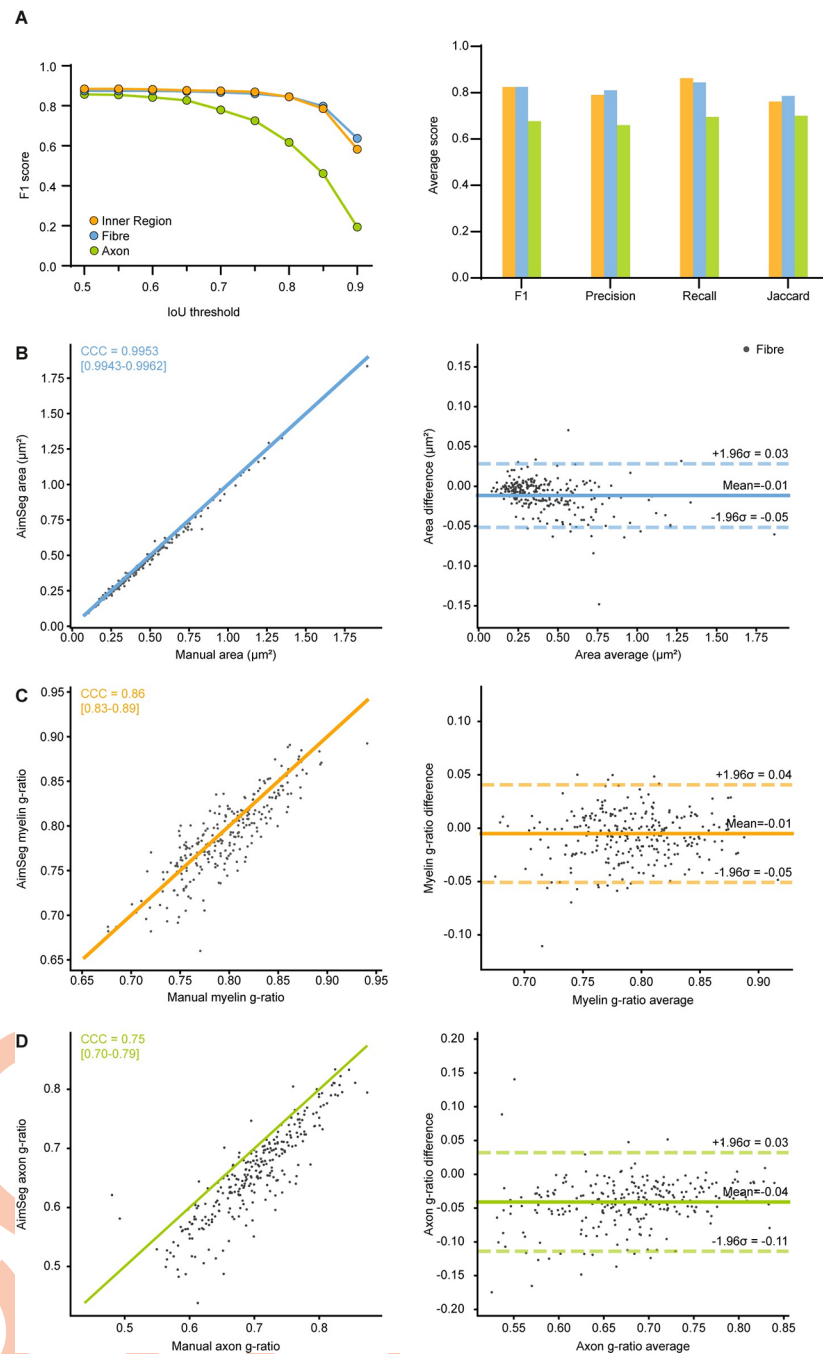 A
1.0
0.8
0.6
0.4
0.2
0.0
F1 score
Inner Region
Fibre
Axon
0.5
0.6
0.7
0.8
0.9
IoU threshold
1.0
0.8
0.6
0.4
0.2
0.0
Average score
F1
Precision
Recall
Jaccard
B
CCC = 0.9953
[0.9943-0.9962]
1.75
1.50
1.25
1.00
0.75
0.50
0.25
0.00
AimSeg area (µm²)
0.00
0.25
0.50
0.75
1.00
1.25
1.50
1.75
Manual area (µm²)
Fibre
0.15
0.10
0.05
0.00
-0.05
-0.10
-0.15
Area difference (µm²)
+1.96σ = 0.03
Mean=-0.01
-1.96σ = -0.05
0.00
0.25
0.50
0.75
1.00
1.25
1.50
1.75
Area average (µm²)
C
CCC = 0.86
[0.83-0.89]
0.95
0.90
0.85
0.80
0.75
0.70
0.65
AimSeg myelin g-ratio
0.65
0.70
0.75
0.80
0.85
0.90
0.95
Manual myelin g-ratio
0.10
0.05
0.00
-0.05
-0.10
Myelin g-ratio difference
+1.96σ = 0.04
Mean=-0.01
-1.96σ = -0.05
0.70
0.75
0.80
0.85
0.90
Myelin g-ratio average
D
CCC = 0.75
[0.70-0.79]
0.8
0.7
0.6
0.5
AimSeg axon g-ratio
0.5
0.6
0.7
0.8
Manual axon g-ratio
0.20
0.15
0.10
0.05
0.00
-0.05
-0.10
-0.15
-0.20
Axon g-ratio difference
+1.96σ = 0.03
Mean=-0.04
-1.96σ = -0.11
0.55
0.60
0.65
0.70
0.75
0.80
0.85
Axon g-ratio average